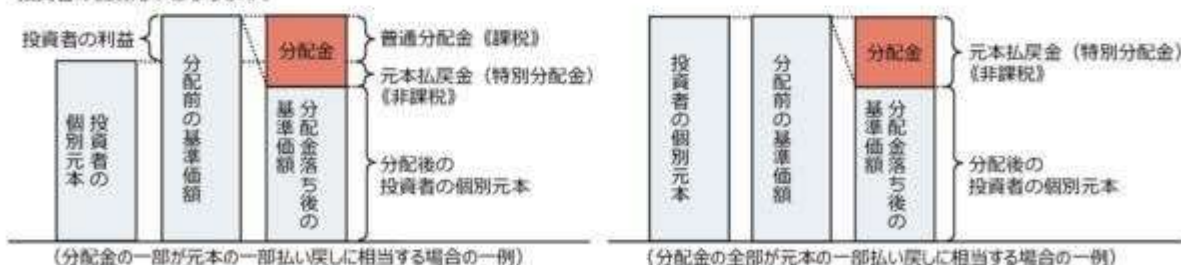 投資者の利益
投資者の
個別元本
分配前の基準価額
分配金
分配金落ち後の
基準価額
普通分配金《課税》
元本払戻金（特別分配金）
《非課税》
分配後の
投資者の個別元本
（分配金の一部が元本の一部払い戻しに相当する場合の一例）
投資者の個別元本
分配前の基準価額
分配金
分配金落ち後の
基準価額
元本払戻金（特別分配金）
《非課税》
分配後の
投資者の個別元本
（分配金の全部が元本の一部払い戻しに相当する場合の一例）